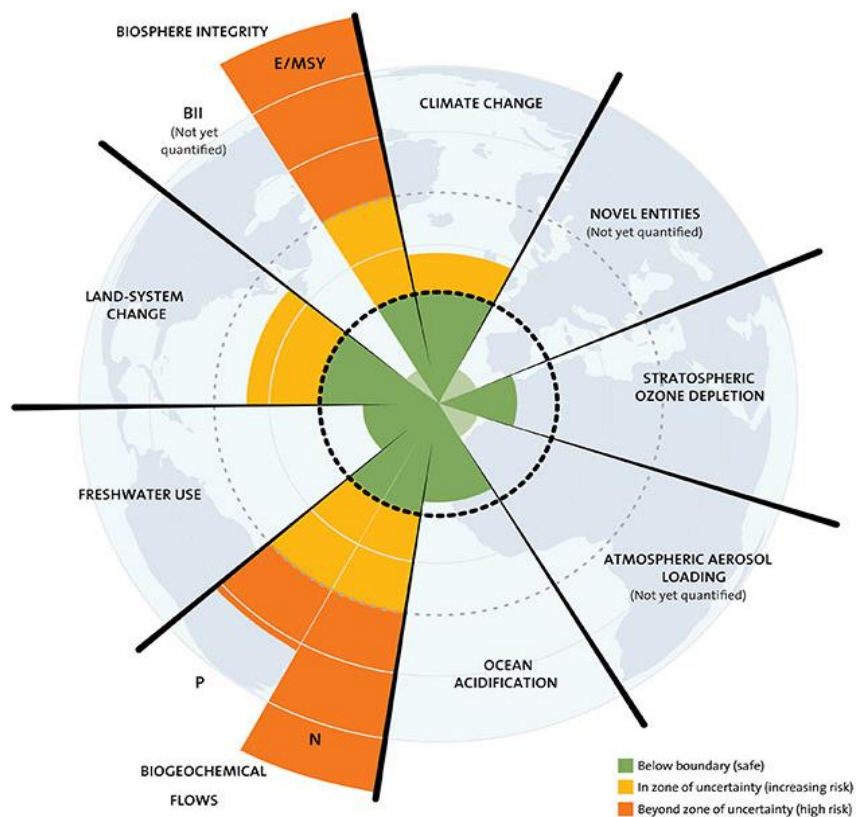 BIOSPHERE INTEGRITY
E/MSY
BII
(Not yet
quantified)
CLIMATE CHANGE
NOVEL ENTITIES
(Not yet quantified)
LAND-SYSTEM
CHANGE
STRATOSPHERIC
OZONE DEPLETION
FRESHWATER USE
ATMOSPHERIC AEROSOL
LOADING
(Not yet quantified)
OCEAN
ACIDIFICATION
P
N
BIOGEOCHEMICAL
FLOWS
Below boundary (safe)
In zone of uncertainty (increasing risk)
Beyond zone of uncertainty (high risk)